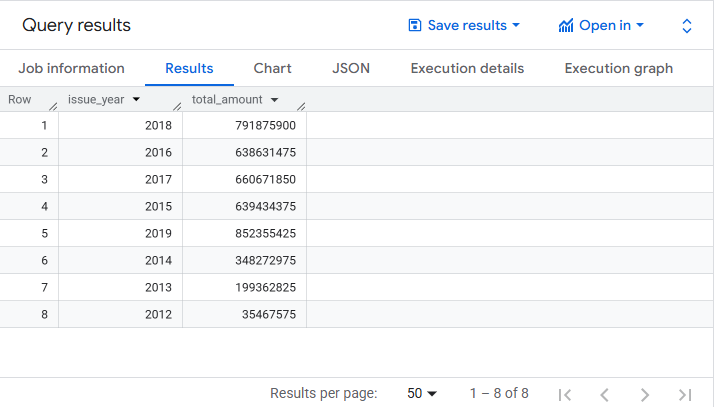 Query results Save results Open in
Job information Results Chart JSON Execution details Execution graph
Row issue_year total_amount
1 2018 791875900
2 2016 638631475
3 2017 660671850
4 2015 639434375
5 2019 852355425
6 2014 348272975
7 2013 199362825
8 2012 35467575
Results per page: 50 1 – 8 of 8